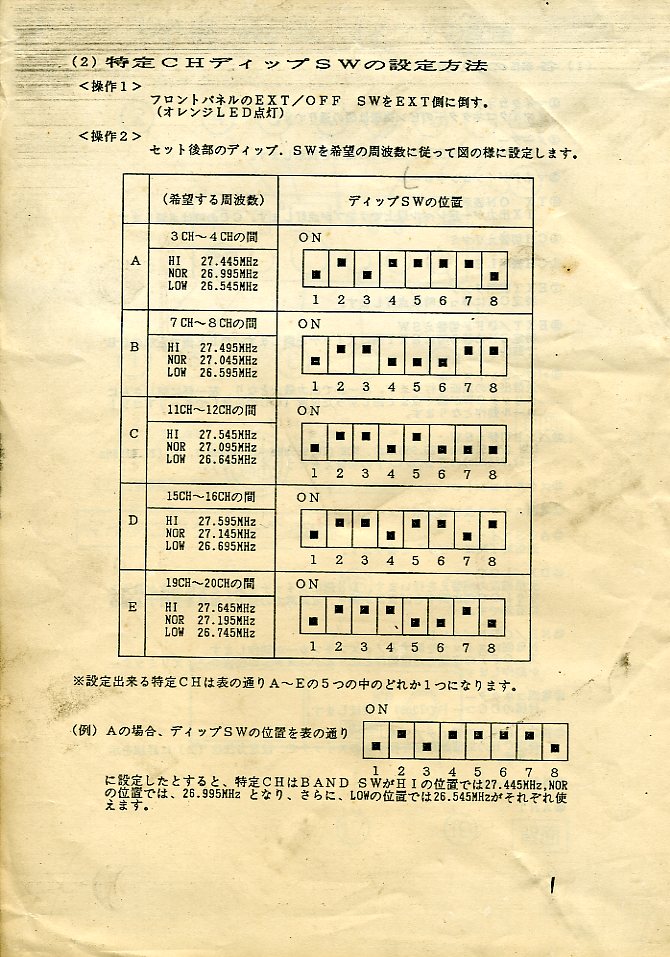 (2) 特定CHディップSWの設定方法
<操作1>
フロントパネルのEXT/OFF SWをEXT側に倒す。
(オレンジLED点灯)
<操作2>
セット後部のディップ．SWを希望の周波数に従って図の様に設定します。
(希望する周波数) ディップSWの位置
A
3CH〜4CHの間
HI 27.445MHz
NOR 26.995MHz
LOW 26.545MHz
ON
1 2 3 4 5 6 7 8
B
7CH〜8CHの間
HI 27.495MHz
NOR 27.045MHz
LOW 26.595MHz
ON
1 2 3 4 5 6 7 8
C
11CH〜12CHの間
HI 27.545MHz
NOR 27.095MHz
LOW 26.645MHz
ON
1 2 3 4 5 6 7 8
D
15CH〜16CHの間
HI 27.595MHz
NOR 27.145MHz
LOW 26.695MHz
ON
1 2 3 4 5 6 7 8
E
19CH〜20CHの間
HI 27.645MHz
NOR 27.195MHz
LOW 26.745MHz
ON
1 2 3 4 5 6 7 8
※設定出来る特定CHは表の通りA〜Eの5つの中のどれか1つになります。
ON
(例) Aの場合、ディップSWの位置を表の通り
1 2 3 4 5 6 7 8
に設定したとすると、特定CHはBAND SWがHIの位置では27.445MHz,NOR
の位置では、26.995MHz となり、さらに、LOWの位置では26.545MHzがそれぞれ使
えます。
1